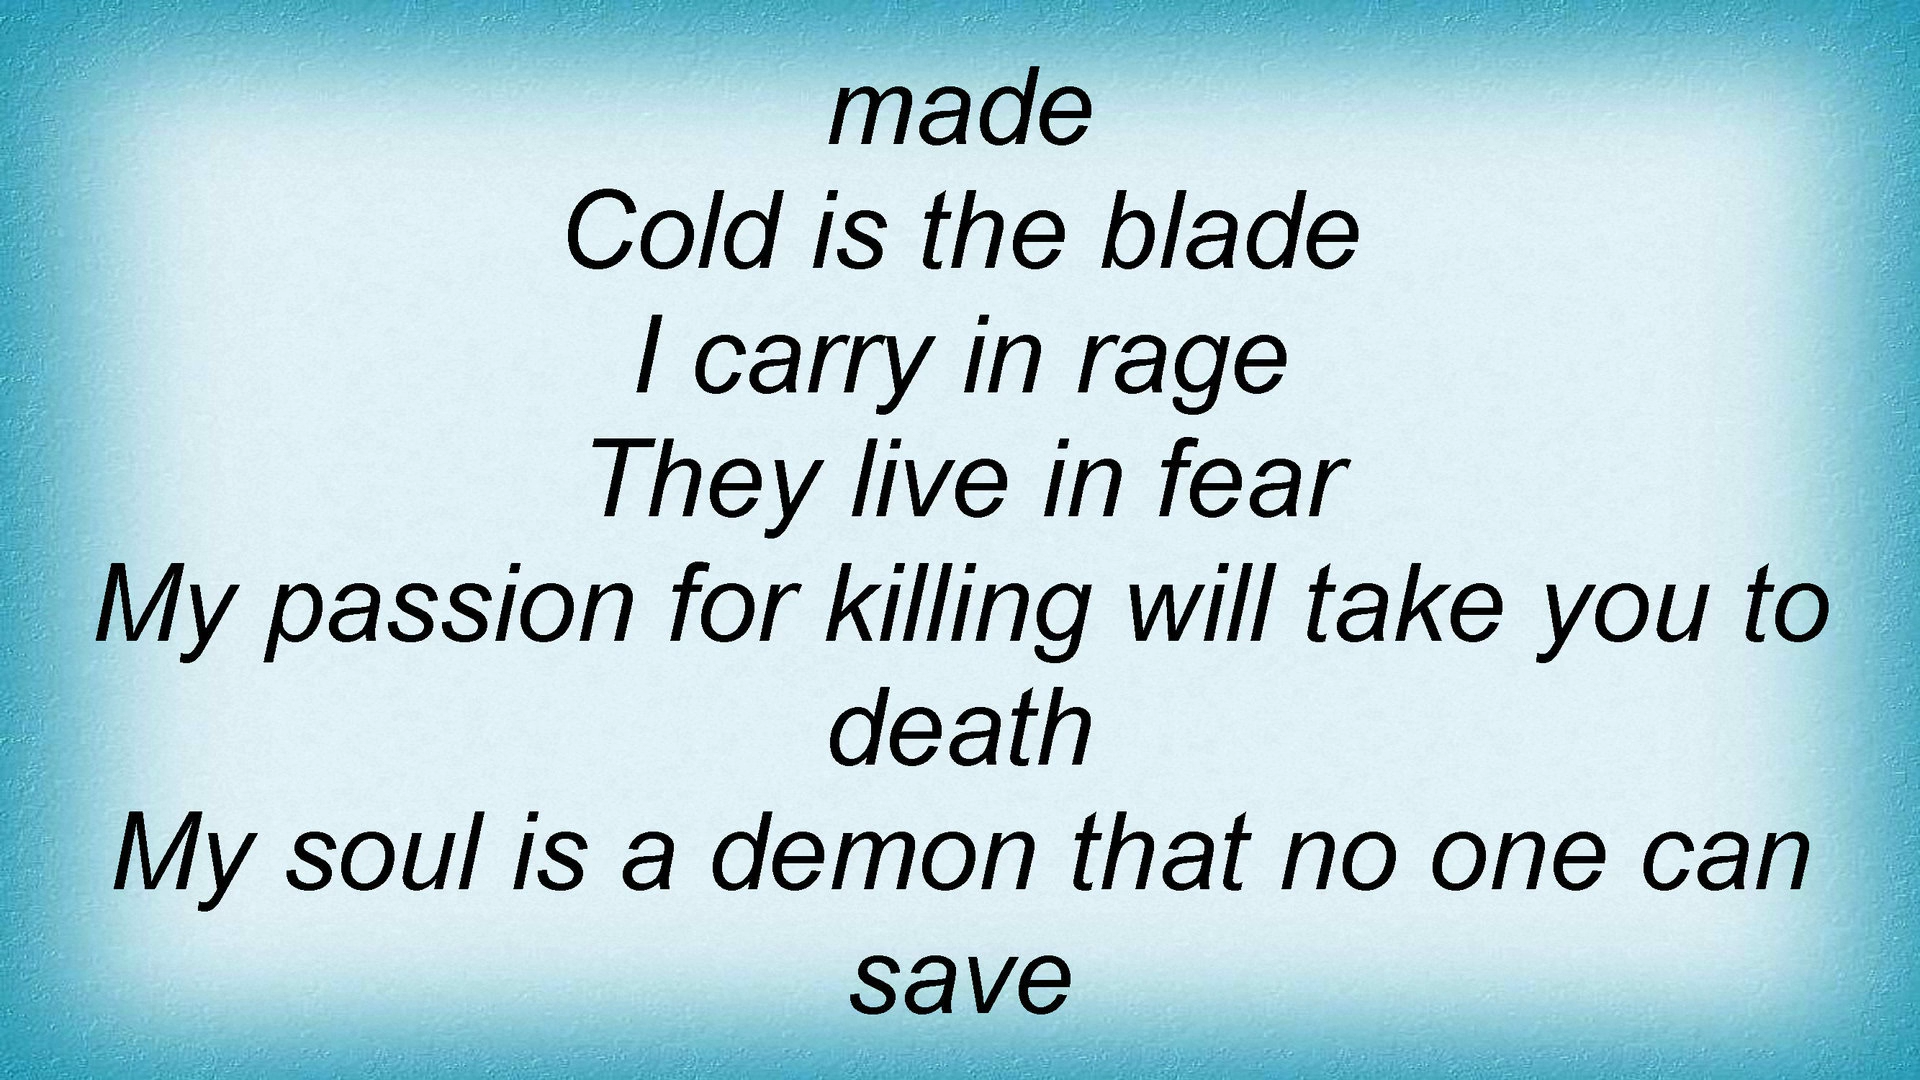 made
Cold is the blade
I carry in rage
They live in fear
My passion for killing will take you to
death
My soul is a demon that no one can
save